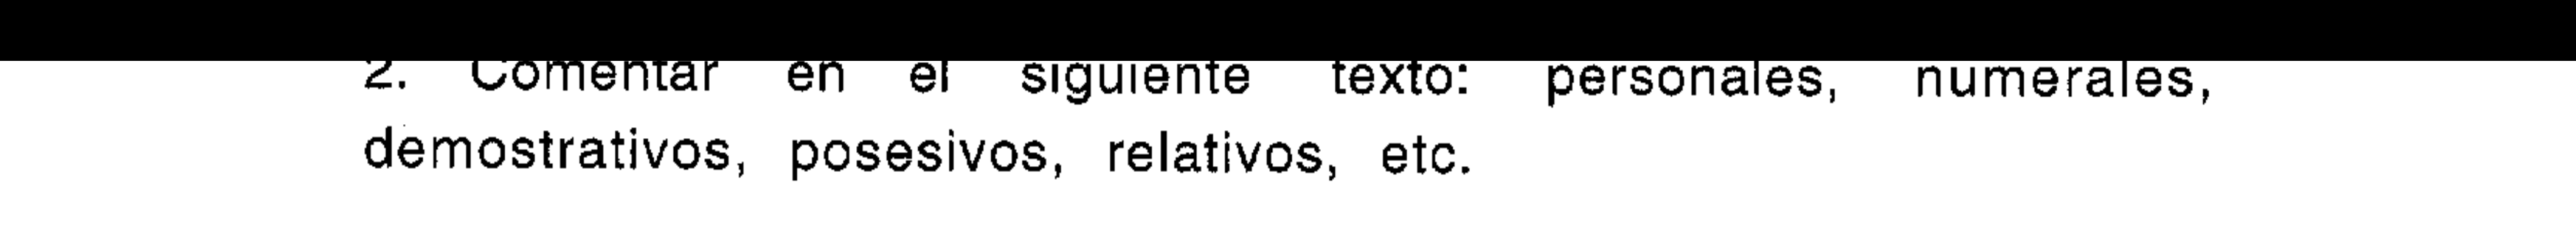 2. Comentar en el siguiente texto: personales, numerales,
demostrativos, posesivos, relativos, etc.